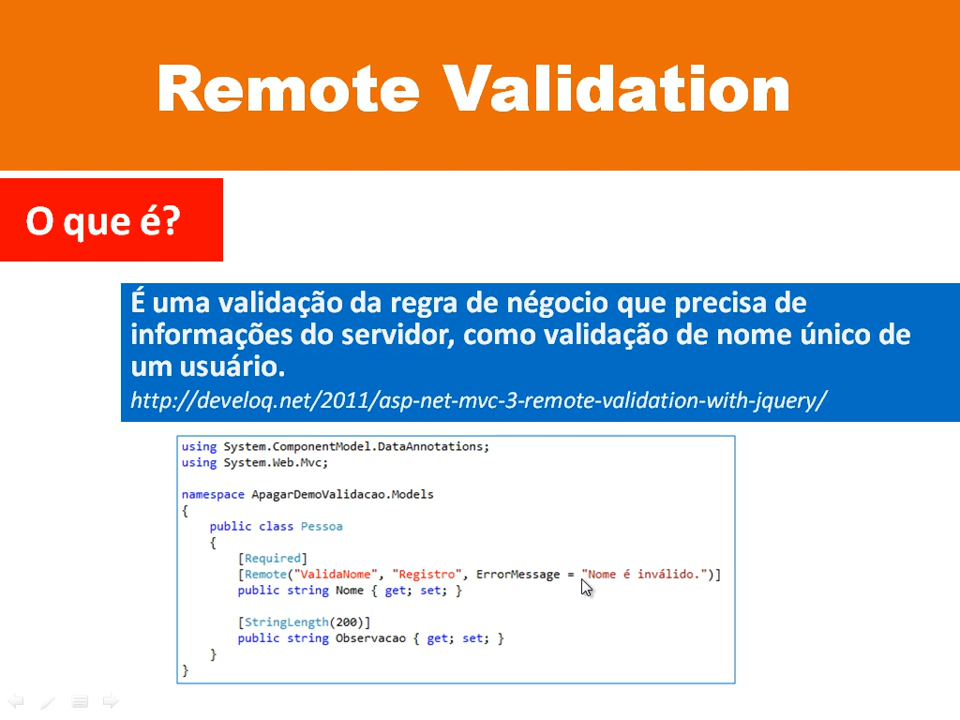 Remote Validation
O que é?
É uma validação da regra de négocio que precisa de
informações do servidor, como validação de nome único de
um usuário.
http://develoq.net/2011/asp-net-mvc-3-remote-validation-with-jquery/
using System.ComponentModel.DataAnnotations;
using System.Web.Mvc;
namespace ApagarDemoValidacao.Models
{
public class Pessoa
{
[Required]
[Remote("ValidaNome", "Registro", ErrorMessage = "Nome é inválido.")]
public string Nome { get; set; }
[StringLength(200)]
public string Observacao { get; set; }
}
}